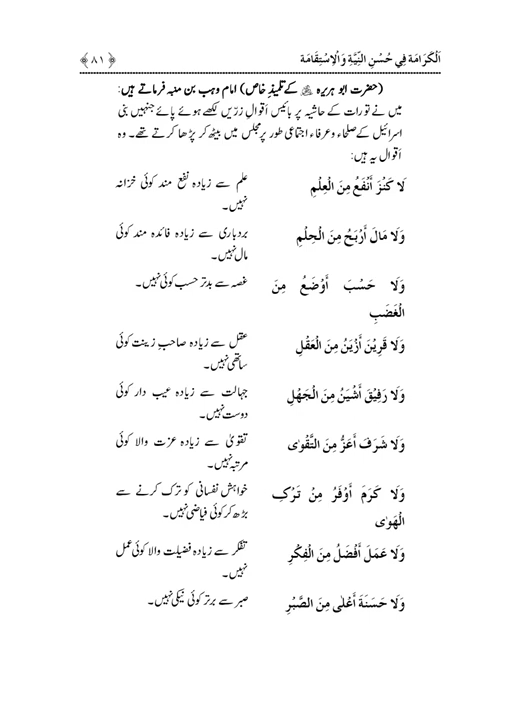 اَلْكَرَامَة فِي حُسْنِ النِّيَّةِ وَالْاِسْتِقَامَة ﴿ ۸۱ ﴾
(حضرت ابو ہریرہ ﷺ کے تلمیذِ خاص) امام وہب بن منبہ فرماتے ہیں:
میں نے تورات کے حاشیہ پر بائیس اَقوالِ زرّیں لکھے ہوئے پائے جنہیں بنی
اسرائیل کے صلحاء و عرفاء اجتماعی طور پر مجلس میں بیٹھ کر پڑھا کرتے تھے۔ وہ
اَقوال یہ ہیں:
لَا كَنْزَ أَنْفَعُ مِنَ الْعِلْمِ
علم سے زیادہ نفع مند کوئی خزانہ
نہیں۔
وَلَا مَالَ أَرْبَحُ مِنَ الْحِلْمِ
بردباری سے زیادہ فائدہ مند کوئی
مال نہیں۔
وَلَا حَسْبَ أَوْضَعُ مِنَ
الْغَضَبِ
غصہ سے بدتر حسب کوئی نہیں۔
وَلَا قَرِيْنَ أَزْيَنُ مِنَ الْعَقْلِ
عقل سے زیادہ صاحبِ زینت کوئی
ساتھی نہیں۔
وَلَا رَفِيْقَ أَشْيَنُ مِنَ الْجَهْلِ
جہالت سے زیادہ عیب دار کوئی
دوست نہیں۔
وَلَا شَرَفَ أَعَزُّ مِنَ التَّقْوٰى
تقویٰ سے زیادہ عزت والا کوئی
مرتبہ نہیں۔
وَلَا كَرَمَ أَوْفَرُ مِنْ تَرْكِ
الْهَوٰى
خواہشِ نفسانی کو ترک کرنے سے
بڑھ کر کوئی فیاضی نہیں۔
وَلَا عَمَلَ أَفْضَلُ مِنَ الْفِكْرِ
تفکر سے زیادہ فضیلت والا کوئی عمل
نہیں۔
وَلَا حَسَنَةَ أَعْلٰى مِنَ الصَّبْرِ
صبر سے برتر کوئی نیکی نہیں۔